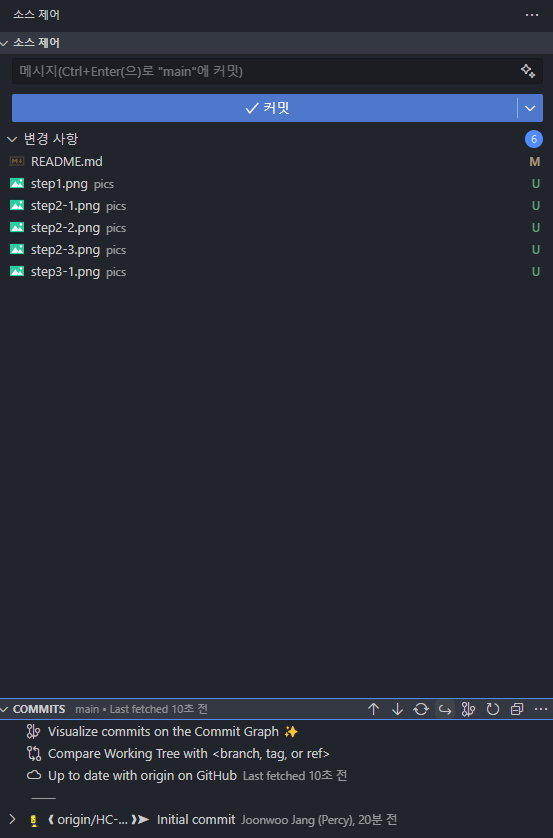 소스 제어
소스 제어
메시지(Ctrl+Enter(으)로 "main"에 커밋)
커밋
변경 사항 6
README.md M
step1.png pics U
step2-1.png pics U
step2-2.png pics U
step2-3.png pics U
step3-1.png pics U
COMMITS main • Last fetched 10초 전
Visualize commits on the Commit Graph ✨
Compare Working Tree with <branch, tag, or ref>
Up to date with origin on GitHub Last fetched 10초 전
❰ origin/HC-... ❱➤ Initial commit Joonwoo Jang (Percy), 20분 전